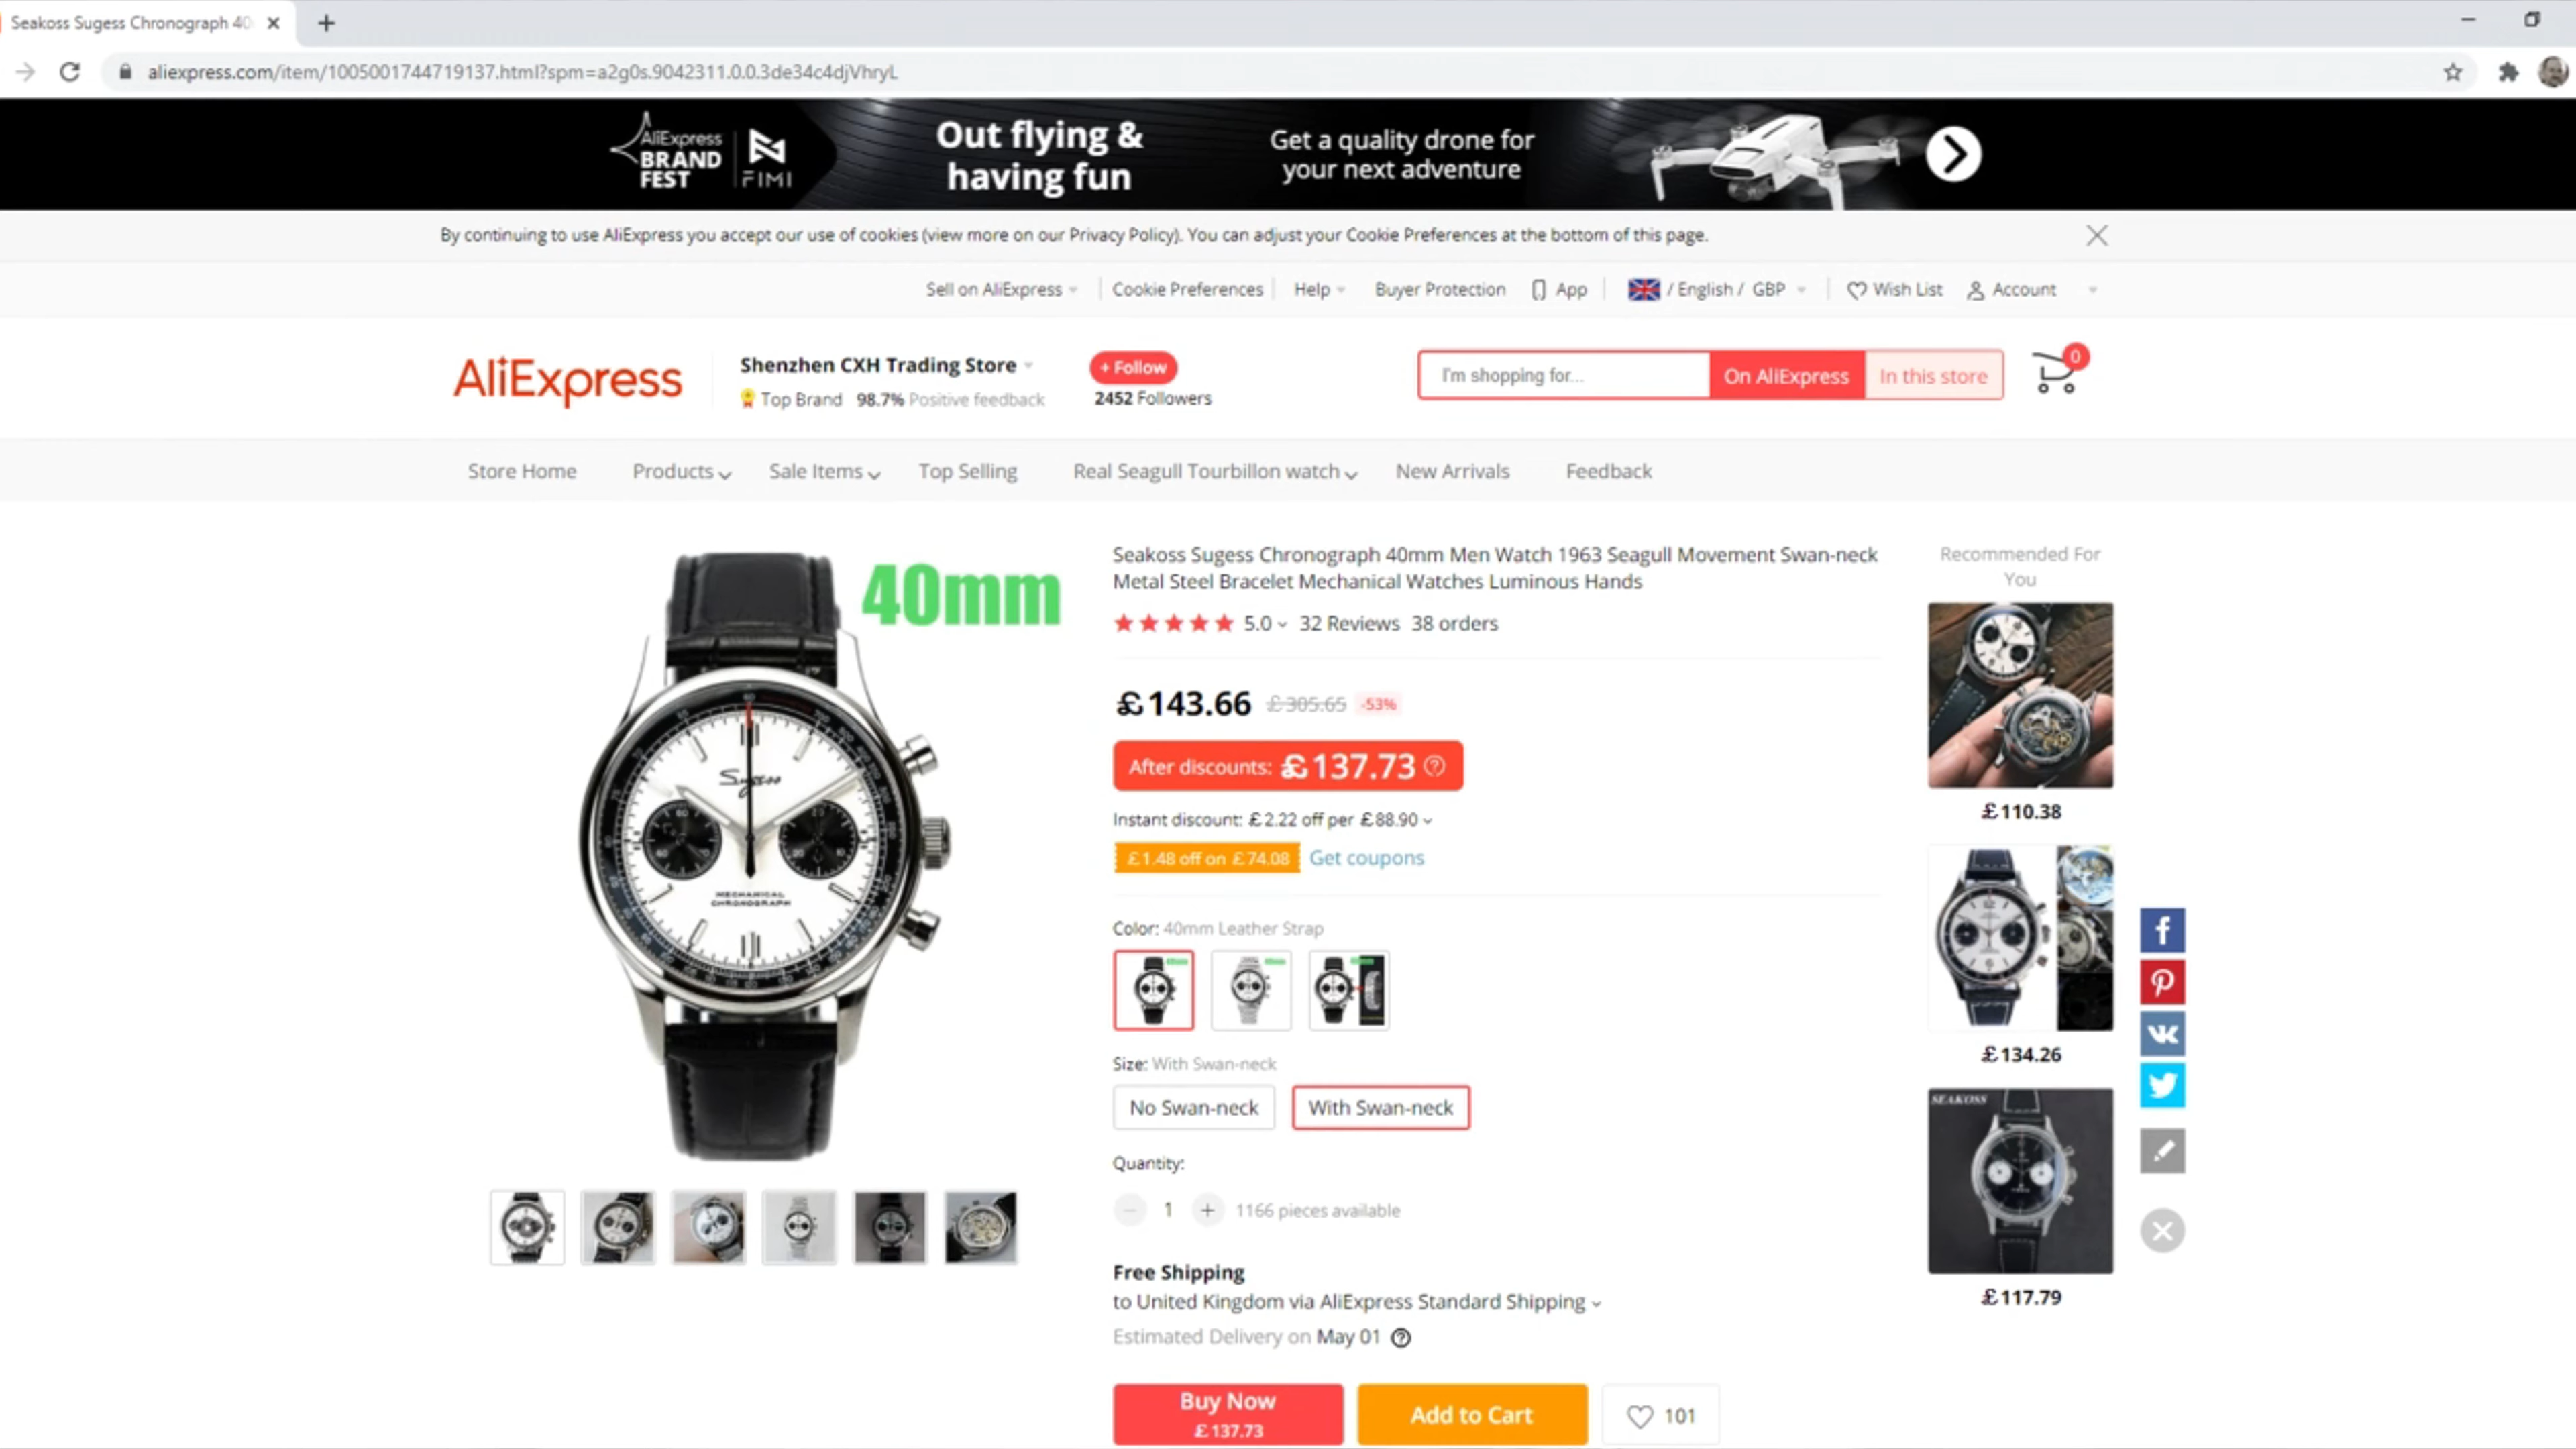 Seakoss Sugess Chronograph 40
aliexpress.com/item/1005001744719137.html?spm=a2g0s.9042311.0.0.3de34c4djVhryL
AliExpress
BRAND
FEST
FIMI
Out flying &
having fun
Get a quality drone for
your next adventure
By continuing to use AliExpress you accept our use of cookies (view more on our Privacy Policy). You can adjust your Cookie Preferences at the bottom of this page.
Sell on AliExpress
Cookie Preferences
Help
Buyer Protection
App
/ English / GBP
Wish List
Account
AliExpress
Shenzhen CXH Trading Store
Top Brand 98.7% Positive feedback
+ Follow
2452 Followers
I'm shopping for...
On AliExpress
In this store
0
Store Home
Products
Sale Items
Top Selling
Real Seagull Tourbillon watch
New Arrivals
Feedback
40mm
Sugess
MECHANICAL
CHRONOGRAPH
Seakoss Sugess Chronograph 40mm Men Watch 1963 Seagull Movement Swan-neck
Metal Steel Bracelet Mechanical Watches Luminous Hands
5.0 32 Reviews 38 orders
£143.66 £305.65 -53%
After discounts: £137.73
Instant discount: £2.22 off per £88.90
£1.48 off on £74.08 Get coupons
Color: 40mm Leather Strap
Size: With Swan-neck
No Swan-neck
With Swan-neck
Quantity:
1
1166 pieces available
Free Shipping
to United Kingdom via AliExpress Standard Shipping
Estimated Delivery on May 01
Buy Now
£137.73
Add to Cart
101
Recommended For
You
£110.38
£134.26
SEAKOSS
£117.79